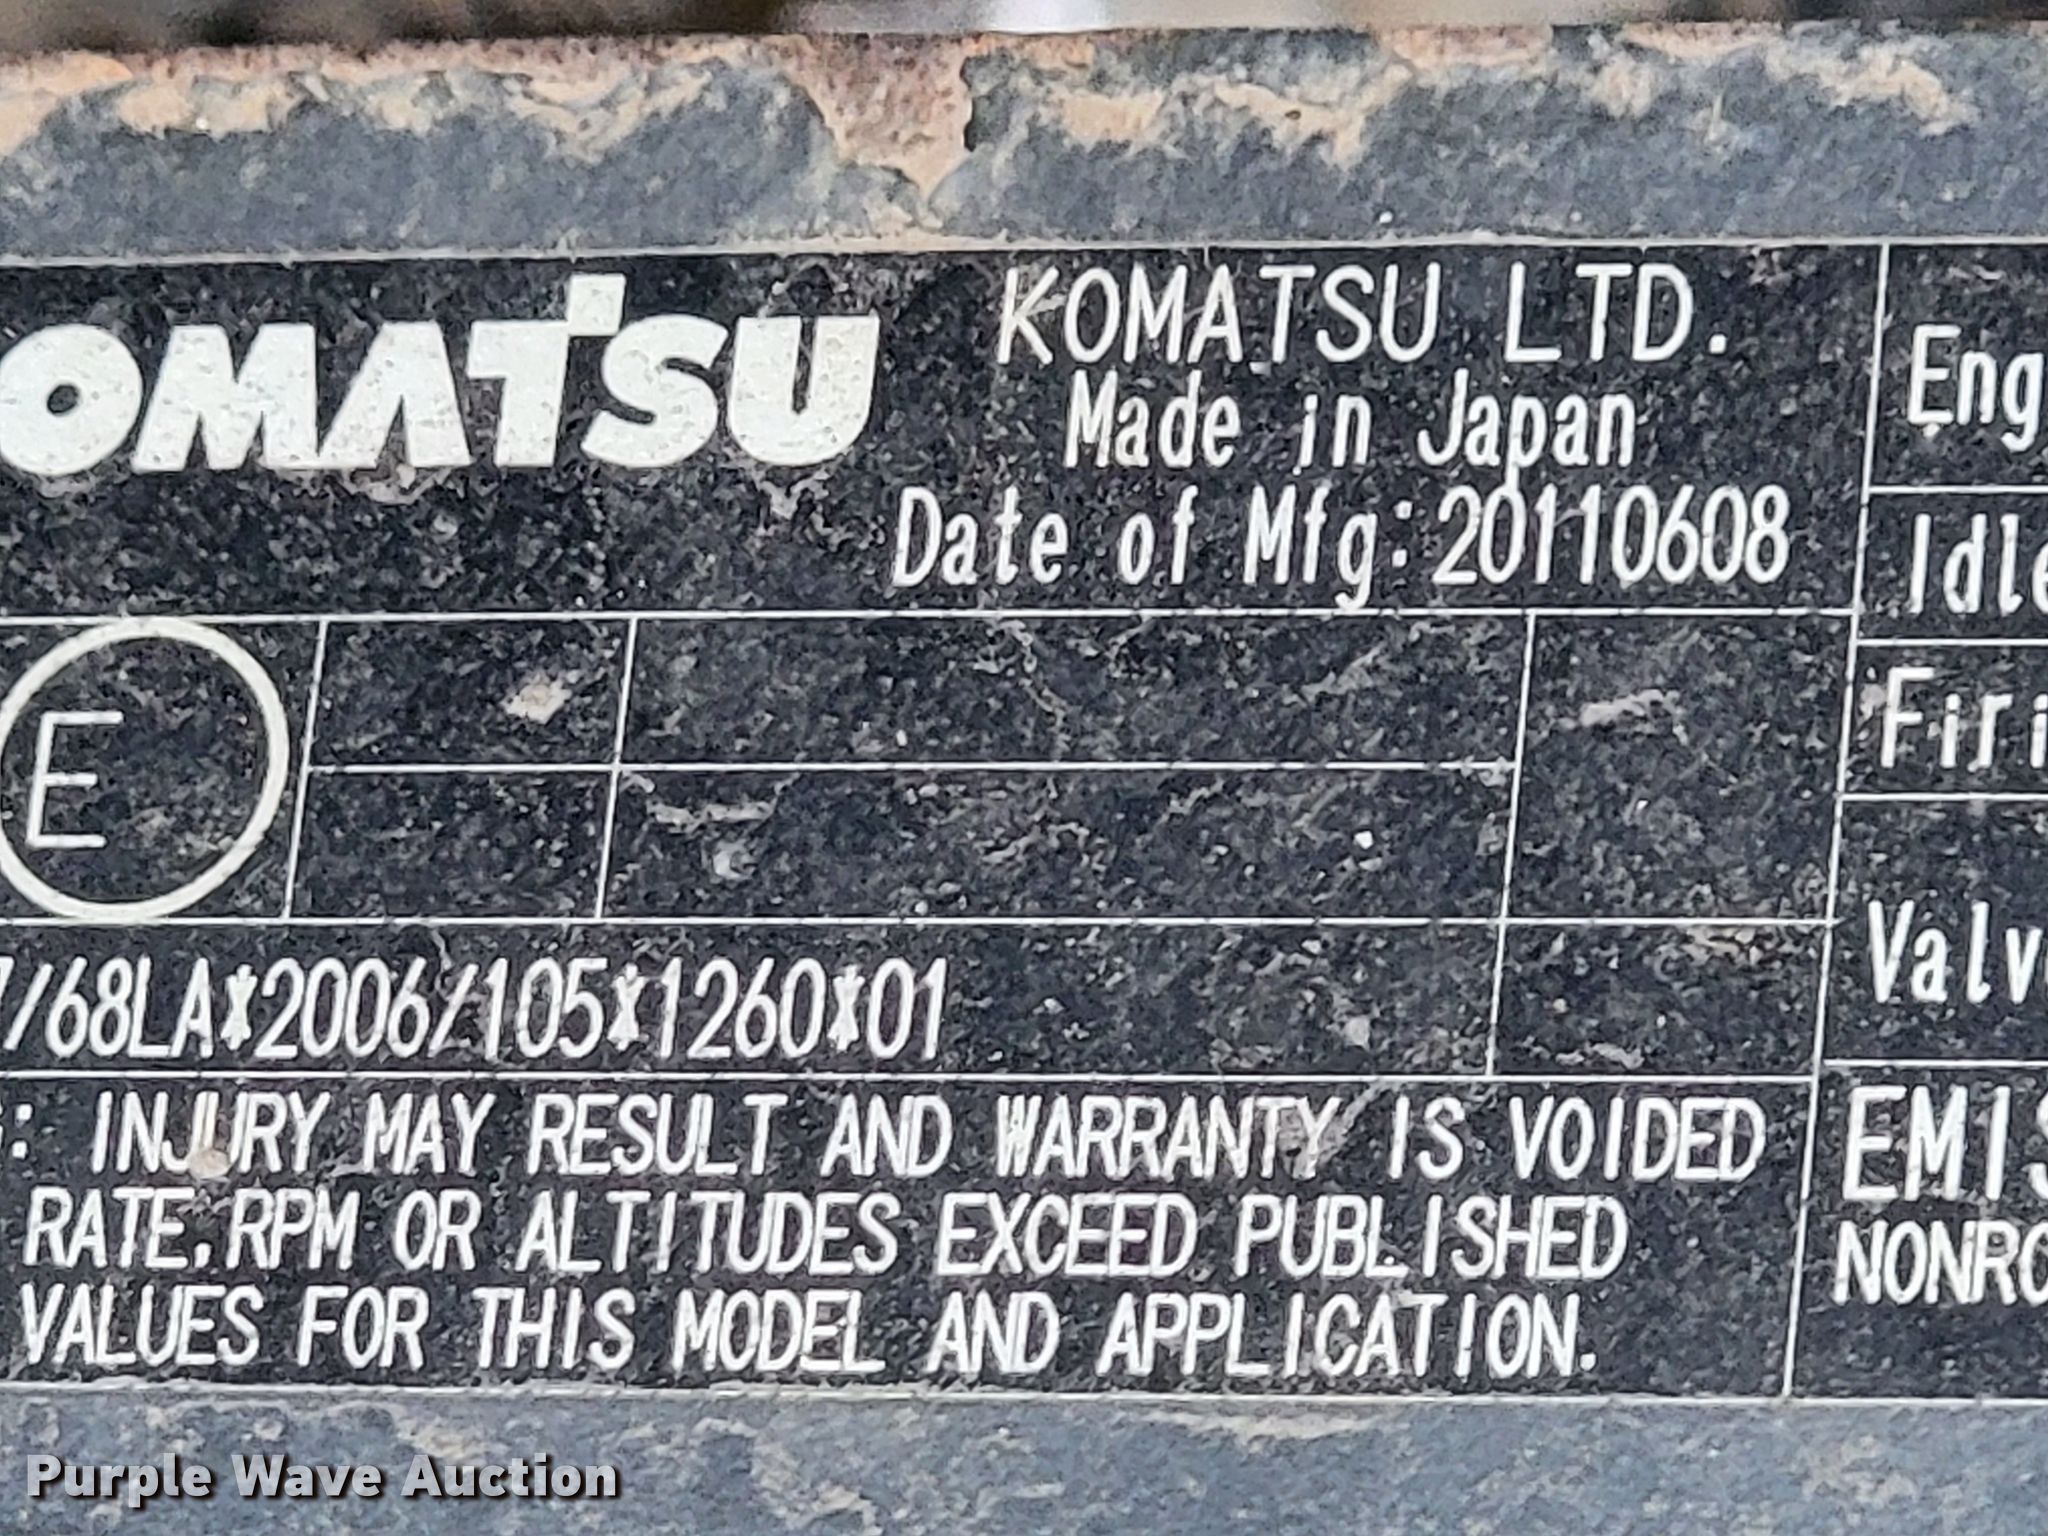 OMATSU
KOMATSU LTD.
Made in Japan
Date of Mfg:20110608
E
7/68LA*2006/105*1260*01
G: INJURY MAY RESULT AND WARRANTY IS VOIDED
RATE,RPM OR ALTITUDES EXCEED PUBLISHED
VALUES FOR THIS MODEL AND APPLICATION.
Eng
Idle
Firi
Valv
EMIS
NONRO
Purple Wave Auction